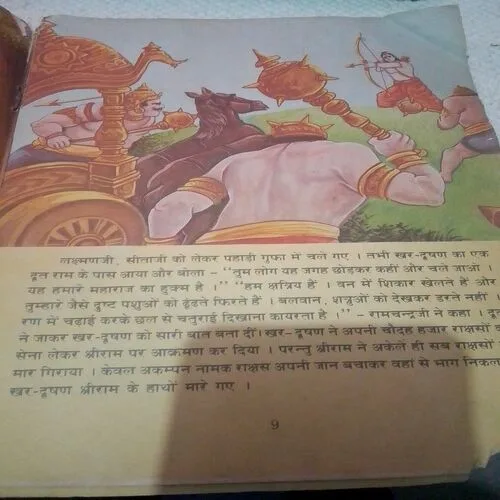 लक्ष्मणजी, सीताजी को लेकर पहाड़ी गुफा में चले गए । तभी खर-दूषण का एक
दूत राम के पास आया और बोला - "तुम लोग यह जगह छोड़कर कहीं और चले जाओ ।
यह हमारे महाराज का हुक्म है ।" "हम क्षत्रिय हैं । वन में शिकार खेलते हैं और
तुम्हारे जैसे दुष्ट पशुओं को ढूंढते फिरते हैं । बलवान, शत्रुओं को देखकर डरते नहीं
रण में चढ़ाई करके छल से चतुराई दिखाना कायरता है ।" - रामचन्द्रजी ने कहा ।
ने जाकर खर-दूषण को सारी बात बता दी। खर-दूषण ने अपनी चौदह हजार राक्षसों
सेना लेकर श्रीराम पर आक्रमण कर दिया । परन्तु श्रीराम ने अकेले ही सब राक्षसों
मार गिराया । केवल अकम्पन नामक राक्षस अपनी जान बचाकर वहां से भाग निकल
खर-दूषण श्रीराम के हाथों मारे गए ।
9